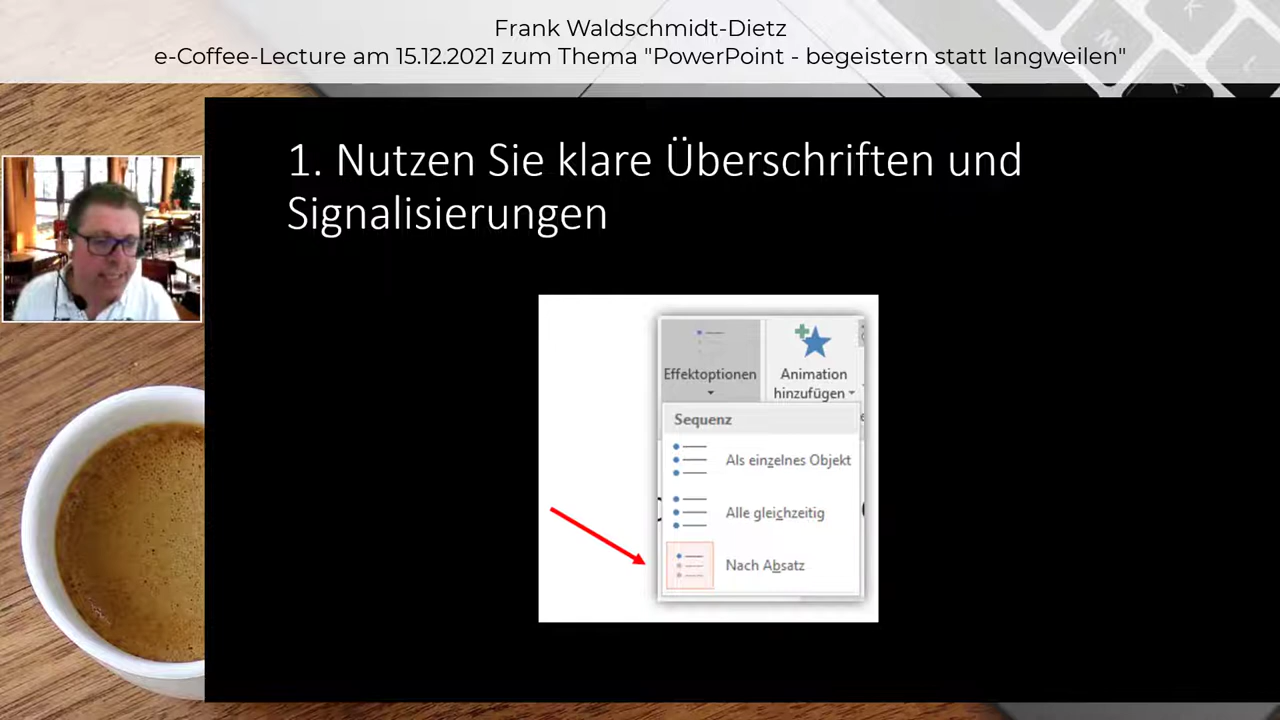 Frank Waldschmidt-Dietz
e-Coffee-Lecture am 15.12.2021 zum Thema "PowerPoint - begeistern statt langweilen"
1. Nutzen Sie klare Überschriften und
Signalisierungen
Effektoptionen
Animation
hinzufügen
Sequenz
Als einzelnes Objekt
Alle gleichzeitig
Nach Absatz